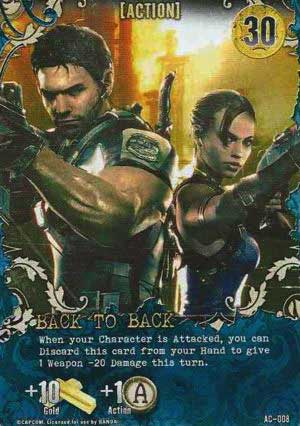 [ACTION]
30
BACK TO BACK
When your Character is Attacked, you can
Discard this card from your Hand to give
1 Weapon -20 Damage this turn.
+10
Gold
+1 A
Action
©CAPCOM. Licensed for use by BANDAI
AC-008